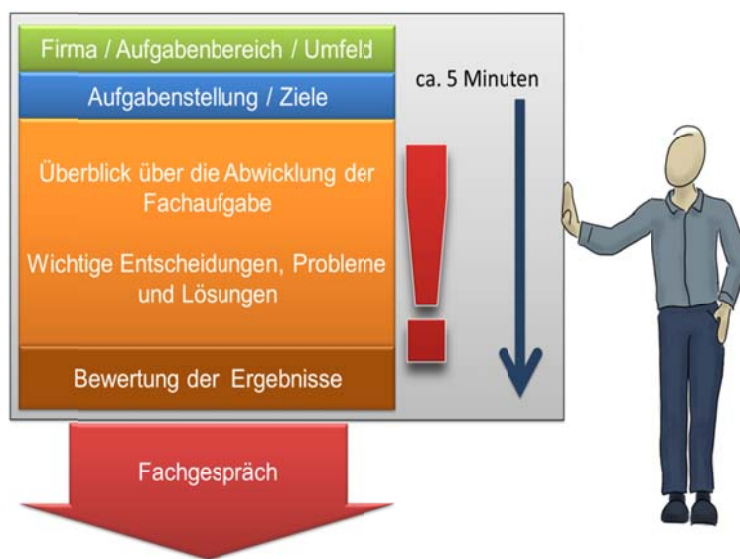 Firma / Aufgabenbereich / Umfeld
Aufgabenstellung / Ziele
Überblick über die Abwicklung der
Fachaufgabe
Wichtige Entscheidungen, Probleme
und Lösungen
Bewertung der Ergebnisse
ca. 5 Minuten
!
Fachgespräch